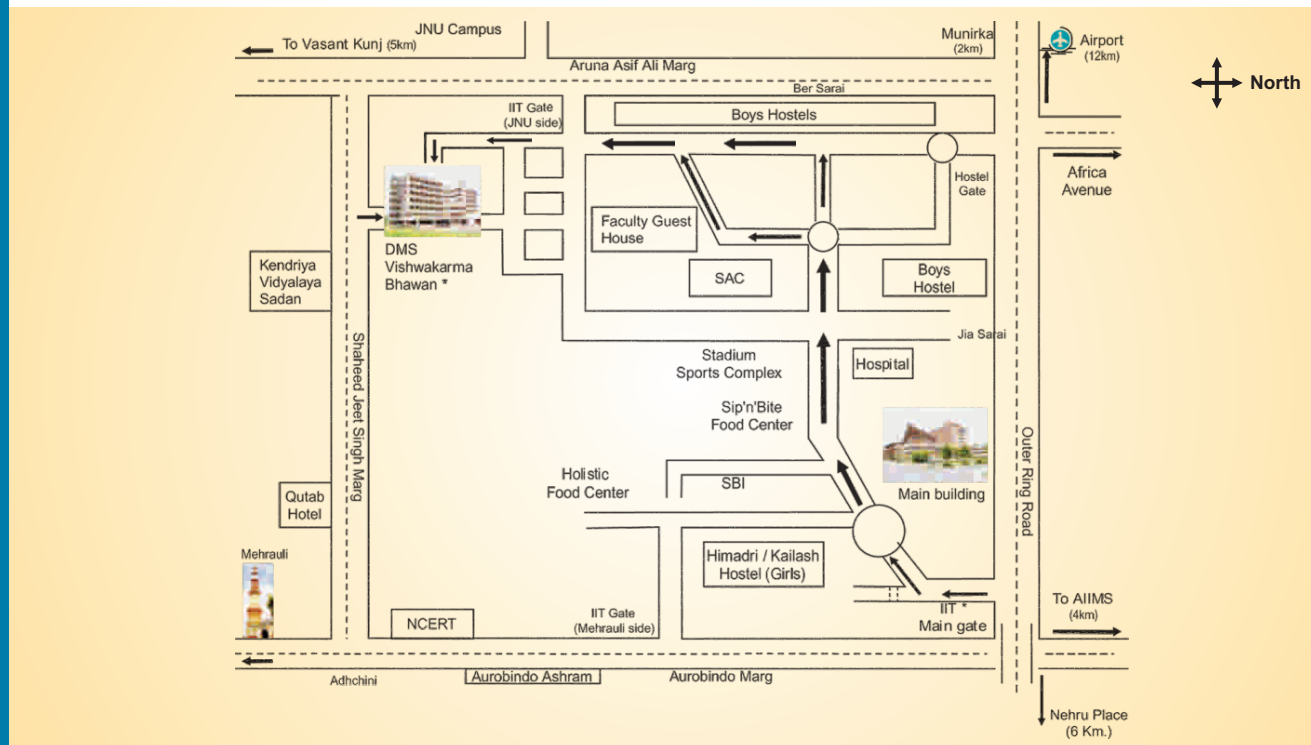 JNU Campus
To Vasant Kunj (5km)
Munirka
(2km)
Airport
(12km)
North
Aruna Asif Ali Marg
Ber Sarai
IIT Gate
(JNU side)
Boys Hostels
Hostel
Gate
Africa
Avenue
Faculty Guest
House
DMS
Vishwakarma
Bhawan *
Kendriya
Vidyalaya
Sadan
SAC
Boys
Hostel
Jia Sarai
Shaheed Jeet Singh Marg
Stadium
Sports Complex
Hospital
Sip'n'Bite
Food Center
Outer Ring Road
Holistic
Food Center
SBI
Main building
Qutab
Hotel
Mehrauli
Himadri / Kailash
Hostel (Girls)
IIT *
Main gate
To AIIMS
(4km)
NCERT
IIT Gate
(Mehrauli side)
Adhchini
Aurobindo Ashram
Aurobindo Marg
Nehru Place
(6 Km.)